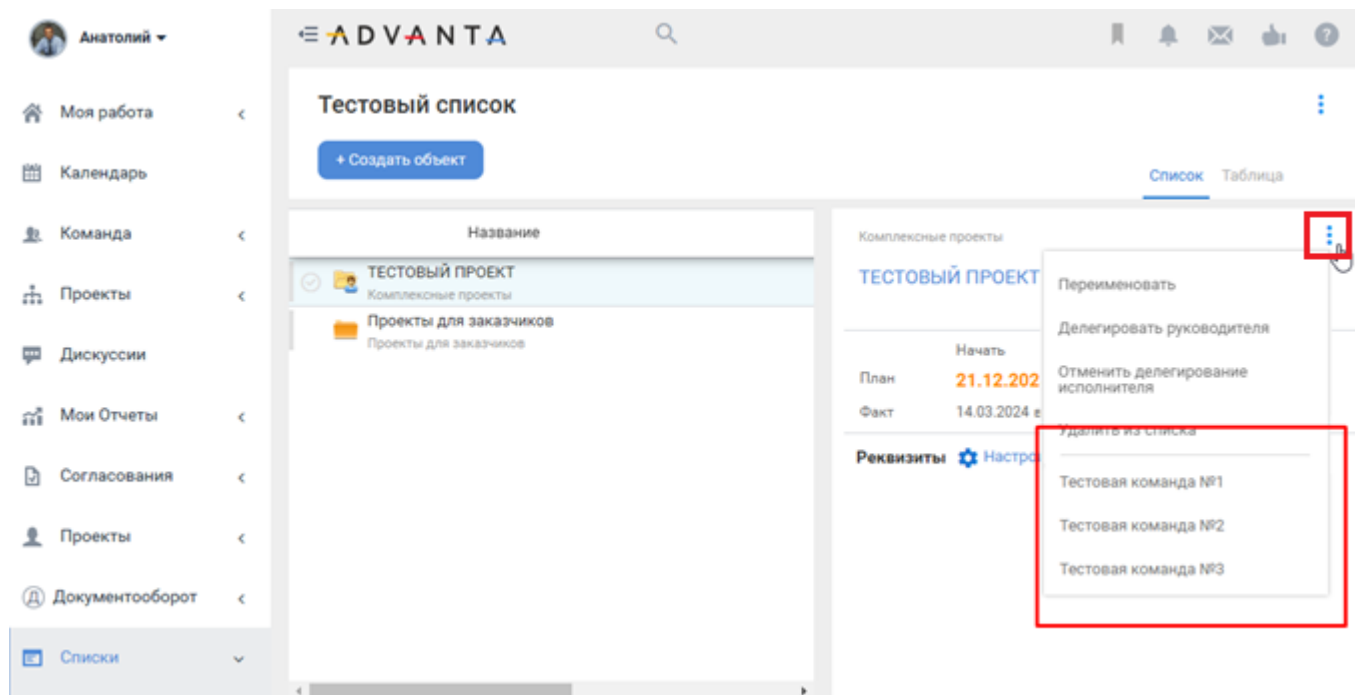 Анатолий
ADVANTA
Моя работа
Календарь
Команда
Проекты
Дискуссии
Мои Отчеты
Согласования
Проекты
Документооборот
Списки
Тестовый список
+ Создать объект
Список Таблица
Название
ТЕСТОВЫЙ ПРОЕКТ
Комплексные проекты
Проекты для заказчиков
Проекты для заказчиков
Комплексные проекты
ТЕСТОВЫЙ ПРОЕКТ
Начать
План 21.12.202
Факт 14.03.2024 в
Реквизиты Настро
Переименовать
Делегировать руководителя
Отменить делегирование
исполнителя
Удалить из списка
Тестовая команда №1
Тестовая команда №2
Тестовая команда №3